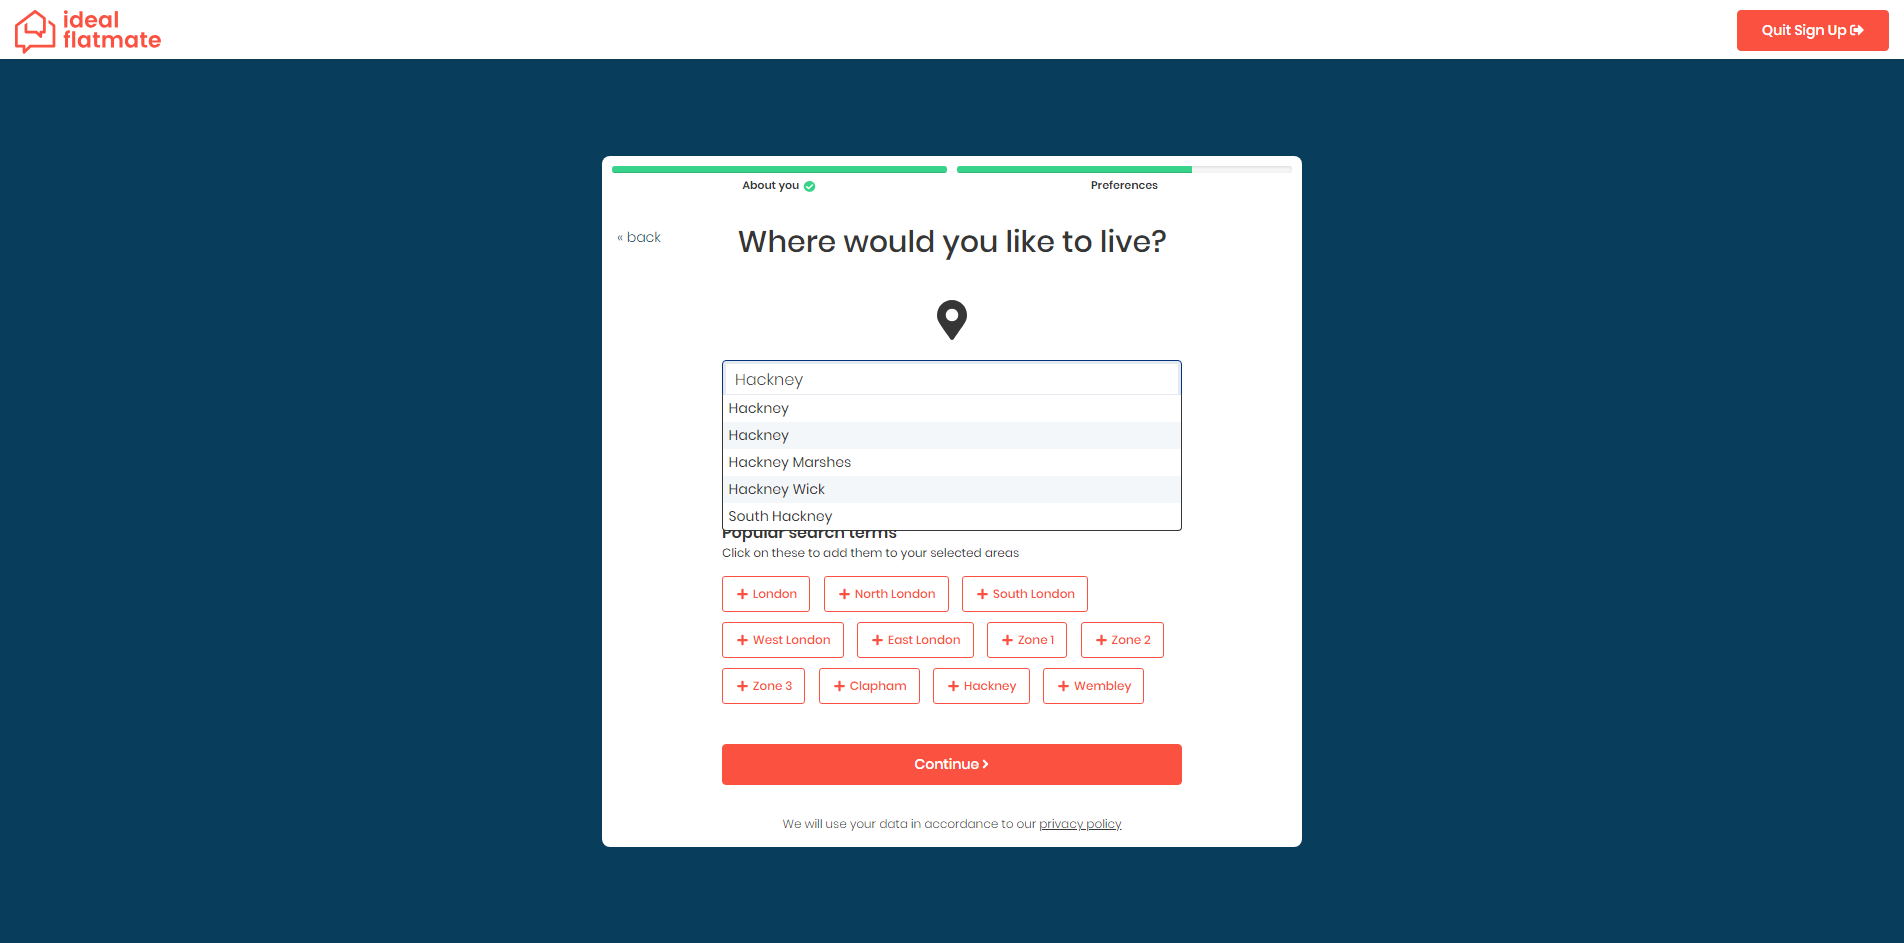 ideal
flatmate
Quit Sign Up
About you
Preferences
« back
Where would you like to live?
Hackney
Hackney
Hackney
Hackney Marshes
Hackney Wick
South Hackney
Popular search terms
Click on these to add them to your selected areas
+ London + North London + South London
+ West London + East London + Zone 1 + Zone 2
+ Zone 3 + Clapham + Hackney + Wembley
Continue >
We will use your data in accordance to our privacy policy